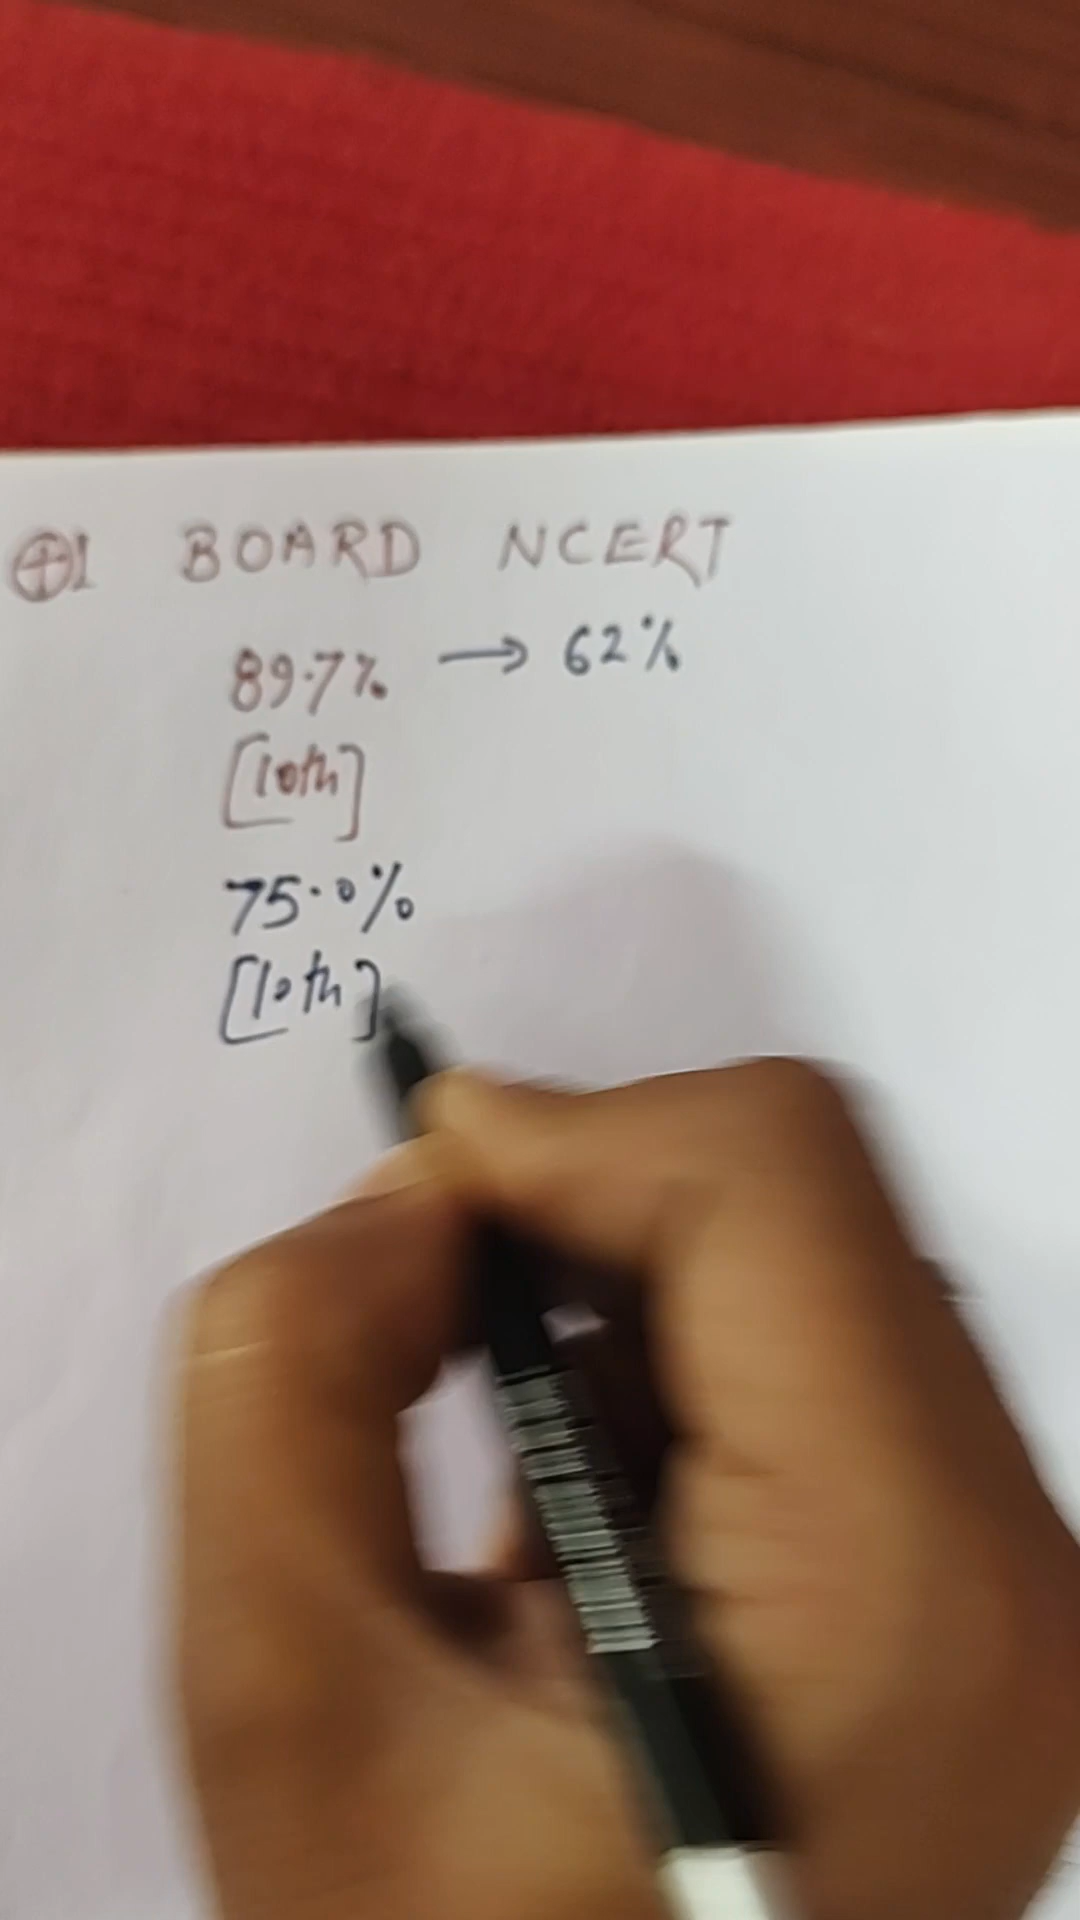 ⊕1 BOARD NCERT
89.7% → 62%
[10th]
75.0%
[10th]